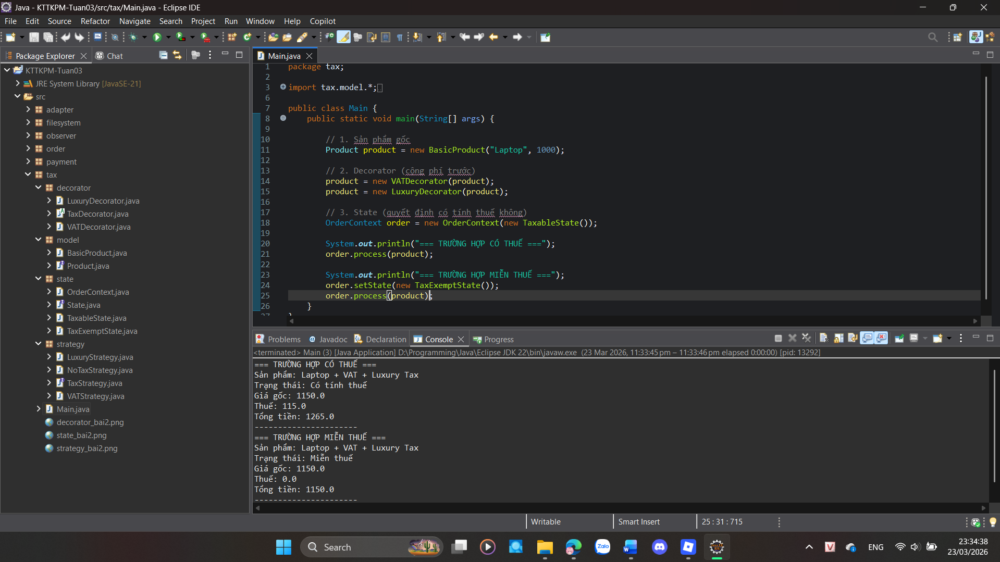 Java - KTTKPM-Tuan03/src/tax/Main.java - Eclipse IDE
File Edit Source Refactor Navigate Search Project Run Window Help Copilot
Package Explorer
Chat
KTTKPM-Tuan03
JRE System Library [JavaSE-21]
src
adapter
filesystem
observer
order
payment
tax
decorator
LuxuryDecorator.java
TaxDecorator.java
VATDecorator.java
model
BasicProduct.java
Product.java
state
OrderContext.java
State.java
TaxableState.java
TaxExemptState.java
strategy
LuxuryStrategy.java
NoTaxStrategy.java
TaxStrategy.java
VATStrategy.java
Main.java
decorator_bai2.png
state_bai2.png
strategy_bai2.png
Main.java
1 package tax;
2
3 import tax.model.*;
6
7 public class Main {
8 public static void main(String[] args) {
9
10 // 1. Sản phẩm gốc
11 Product product = new BasicProduct("Laptop", 1000);
12
13 // 2. Decorator (cộng phí trước)
14 product = new VATDecorator(product);
15 product = new LuxuryDecorator(product);
16
17 // 3. State (quyết định có tính thuế không)
18 OrderContext order = new OrderContext(new TaxableState());
19
20 System.out.println("=== TRƯỜNG HỢP CÓ THUẾ ===");
21 order.process(product);
22
23 System.out.println("=== TRƯỜNG HỢP MIỄN THUẾ ===");
24 order.setState(new TaxExemptState());
25 order.process(product);
26 }
27 }
Problems Javadoc Declaration Console Progress
<terminated> Main (3) [Java Application] D:\Programming\Java\Eclipse JDK 22\bin\javaw.exe (23 Mar 2026, 11:33:45 pm – 11:33:46 pm elapsed 0:00:00) [pid: 13292]
=== TRƯỜNG HỢP CÓ THUẾ ===
Sản phẩm: Laptop + VAT + Luxury Tax
Trạng thái: Có tính thuế
Giá gốc: 1150.0
Thuế: 115.0
Tổng tiền: 1265.0
----------------------
=== TRƯỜNG HỢP MIỄN THUẾ ===
Sản phẩm: Laptop + VAT + Luxury Tax
Trạng thái: Miễn thuế
Giá gốc: 1150.0
Thuế: 0.0
Tổng tiền: 1150.0
----------------------
Writable
Smart Insert
25 : 31 : 715
Search
Zalo
ENG
23:34:38
23/03/2026